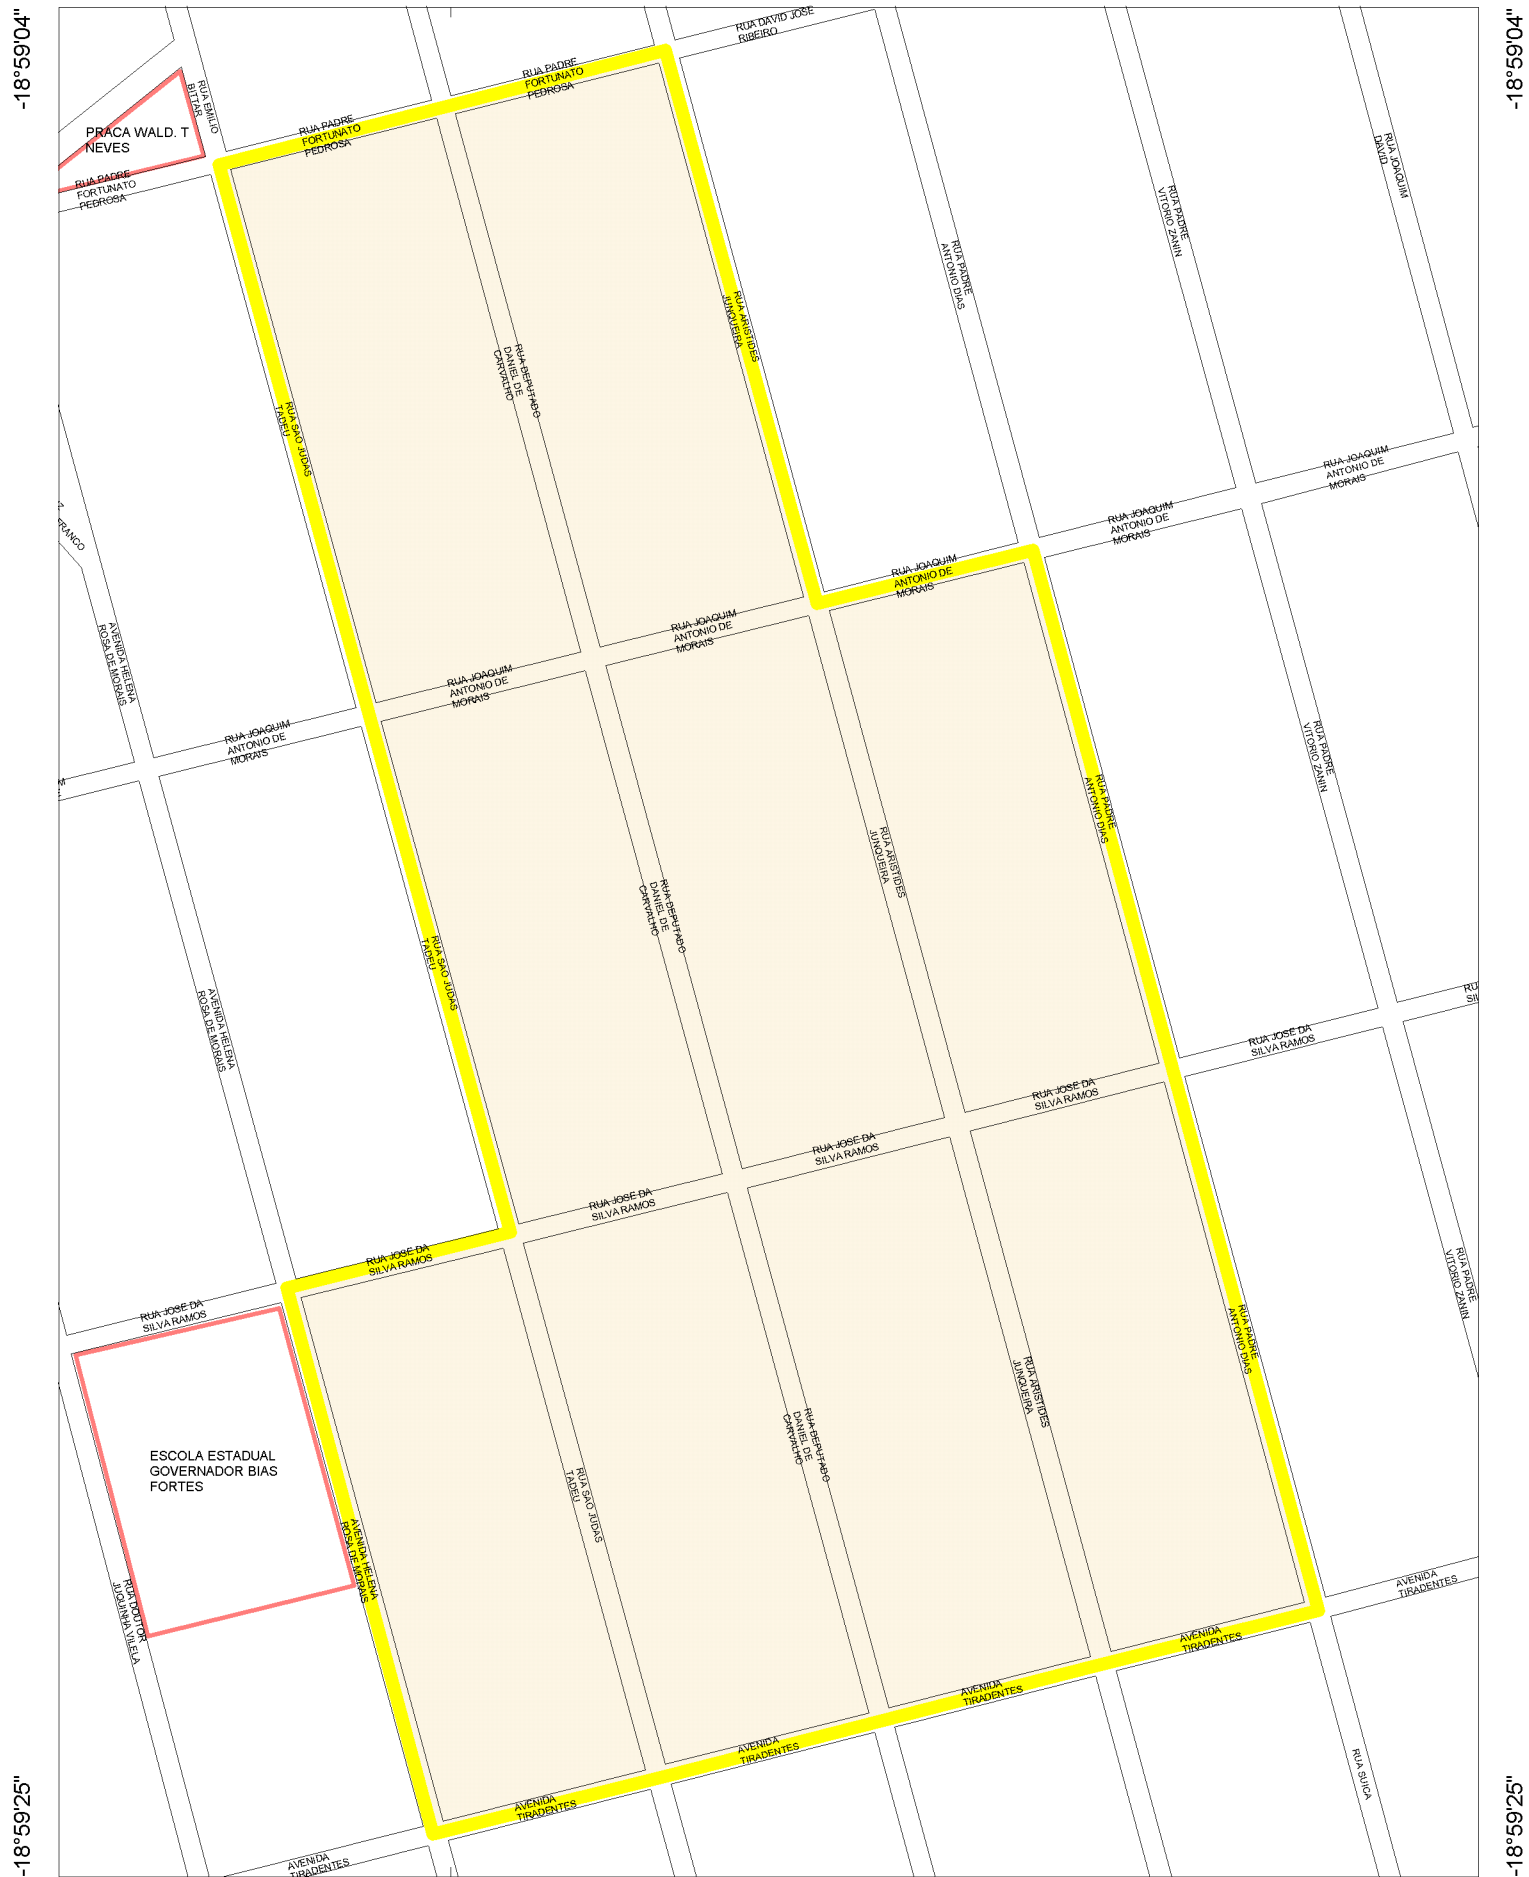 -18°59'04"
-18°59'04"
RUA DAVID JOSE
RIBEIRO
RUA PADRE
FORTUNATO
PEDROSA
RUA EMILIO
BITTAR
PRACA WALD. T
NEVES
RUA PADRE
FORTUNATO
PEDROSA
RUA PADRE
FORTUNATO
PEDROSA
RUA JOAQUIM
DAVID
RUA PADRE
VITORIO ZANIN
RUA PADRE
ANTONIO DIAS
RUA ARISTIDES
JUNQUEIRA
RUA DEPUTADO
DANIEL DE
CARVALHO
RUA SAO JUDAS
TADEU
RUA JOAQUIM
ANTONIO DE
MORAIS
RUA JOAQUIM
ANTONIO DE
MORAIS
RUA JOAQUIM
ANTONIO DE
MORAIS
RUA JOAQUIM
ANTONIO DE
MORAIS
RUA JOAQUIM
ANTONIO DE
MORAIS
RUA JOAQUIM
ANTONIO DE
MORAIS
FRANCO
AVENIDA HELENA
ROSA DE MORAIS
RUA PADRE
VITORIO ZANIN
RUA PADRE
ANTONIO DIAS
RUA ARISTIDES
JUNQUEIRA
RUA DEPUTADO
DANIEL DE
CARVALHO
RUA SAO JUDAS
TADEU
AVENIDA HELENA
ROSA DE MORAIS
RU
SIL
RUA JOSE DA
SILVA RAMOS
RUA JOSE DA
SILVA RAMOS
RUA JOSE DA
SILVA RAMOS
RUA JOSE DA
SILVA RAMOS
RUA JOSE DA
SILVA RAMOS
RUA JOSE DA
SILVA RAMOS
RUA PADRE
VITORIO ZANIN
RUA PADRE
ANTONIO DIAS
RUA ARISTIDES
JUNQUEIRA
RUA DEPUTADO
DANIEL DE
CARVALHO
RUA SAO JUDAS
TADEU
ESCOLA ESTADUAL
GOVERNADOR BIAS
FORTES
AVENIDA HELENA
ROSA DE MORAIS
RUA DOUTOR
JUQUINHA VILELA
AVENIDA
TIRADENTES
AVENIDA
TIRADENTES
AVENIDA
TIRADENTES
AVENIDA
TIRADENTES
AVENIDA
TIRADENTES
AVENIDA
TIRADENTES
RUA SUICA
-18°59'25"
-18°59'25"